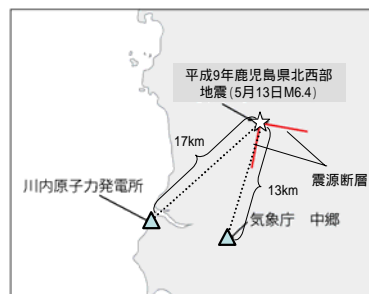 平成9年鹿児島県北西部
地震(5月13日M6.4)
17km
震源断層
川内原子力発電所
13km
気象庁 中郷